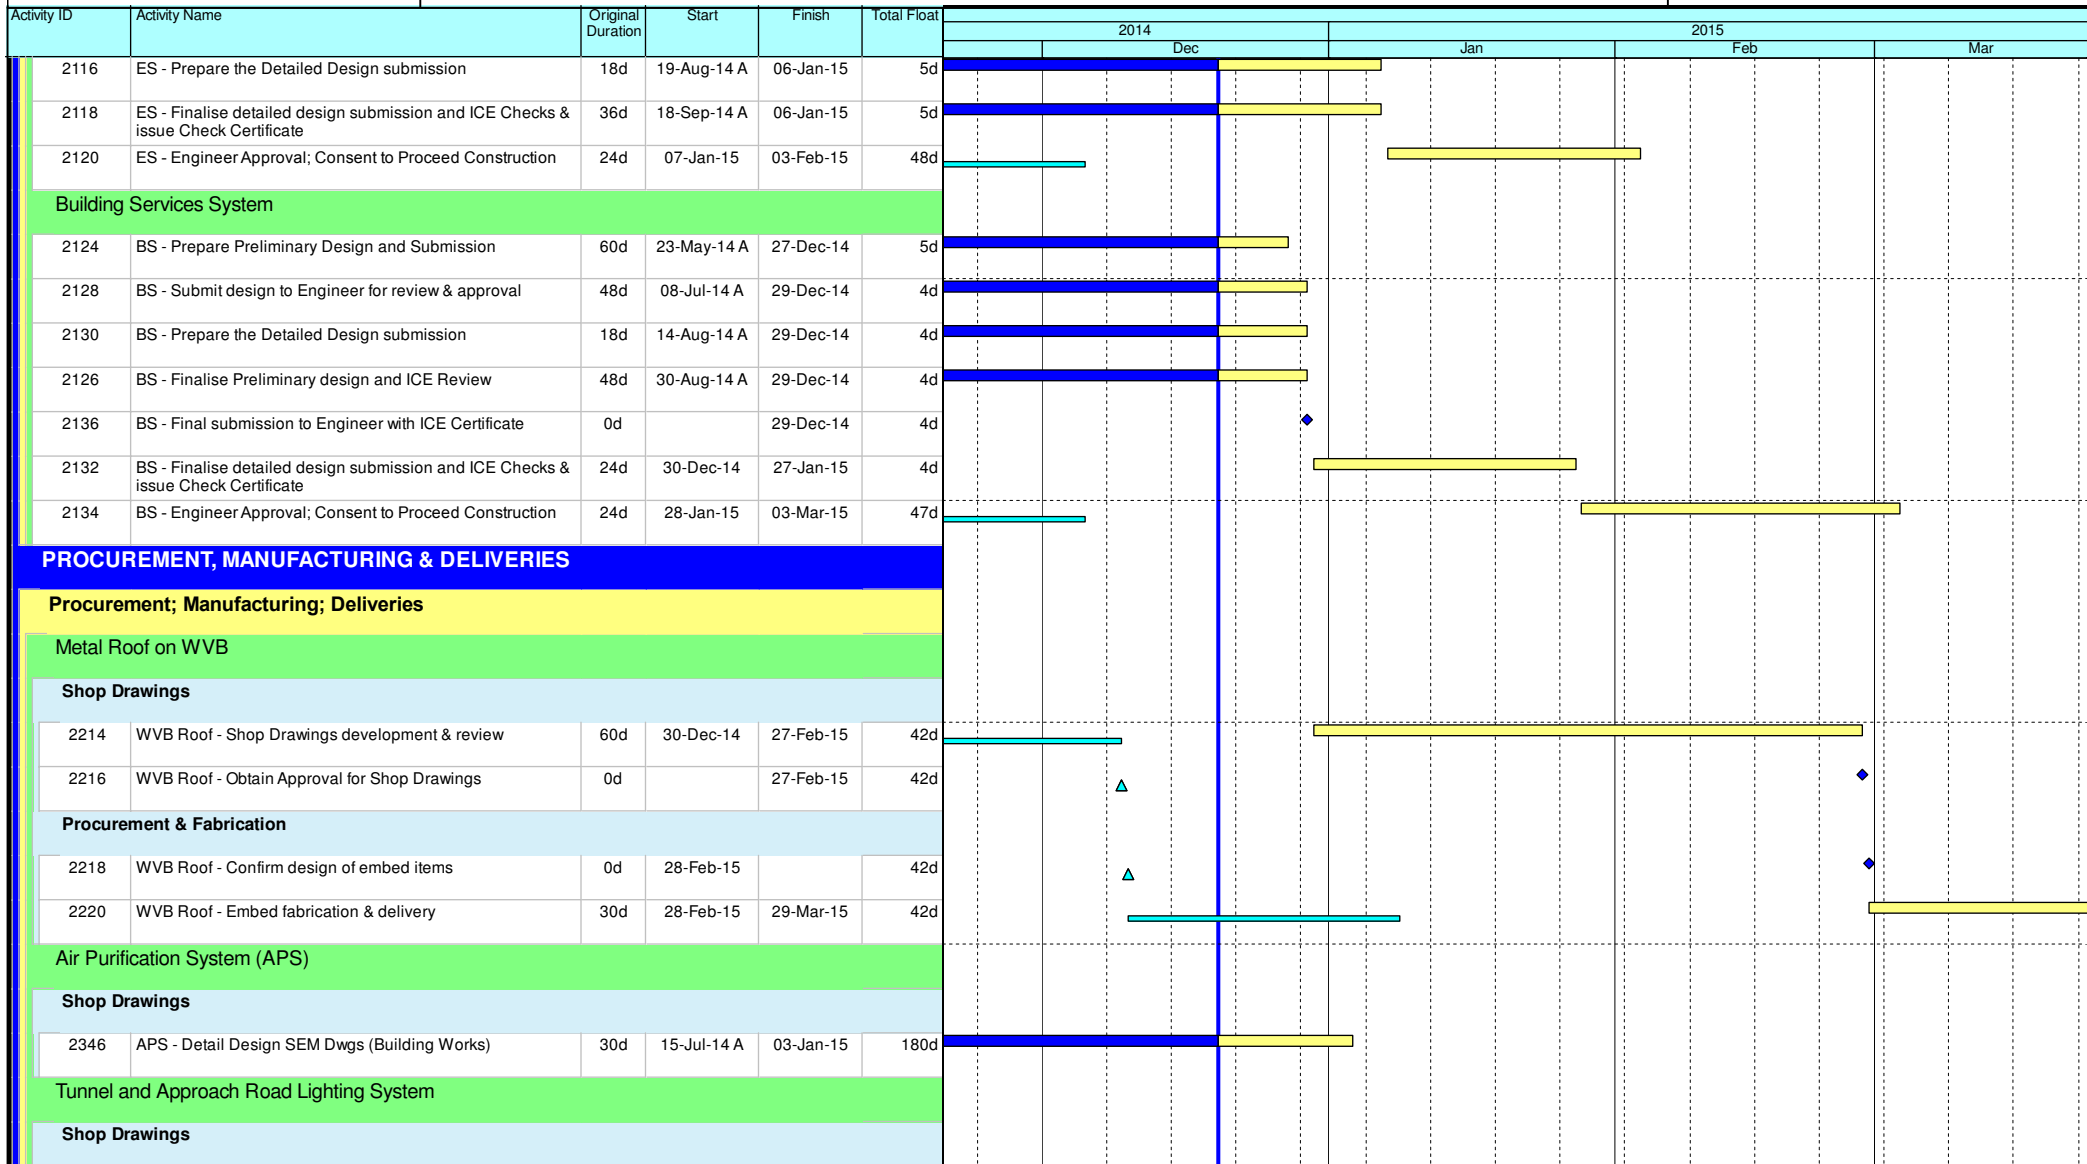 Activity ID Activity Name Original Duration Start Finish Total Float
2014 2015
Dec Jan Feb Mar
2116 ES - Prepare the Detailed Design submission 18d 19-Aug-14 A 06-Jan-15 5d
2118 ES - Finalise detailed design submission and ICE Checks & 36d 18-Sep-14 A 06-Jan-15 5d
issue Check Certificate
2120 ES - Engineer Approval; Consent to Proceed Construction 24d 07-Jan-15 03-Feb-15 48d
Building Services System
2124 BS - Prepare Preliminary Design and Submission 60d 23-May-14 A 27-Dec-14 5d
2128 BS - Submit design to Engineer for review & approval 48d 08-Jul-14 A 29-Dec-14 4d
2130 BS - Prepare the Detailed Design submission 18d 14-Aug-14 A 29-Dec-14 4d
2126 BS - Finalise Preliminary design and ICE Review 48d 30-Aug-14 A 29-Dec-14 4d
2136 BS - Final submission to Engineer with ICE Certificate 0d 29-Dec-14 4d
2132 BS - Finalise detailed design submission and ICE Checks & 24d 30-Dec-14 27-Jan-15 4d
issue Check Certificate
2134 BS - Engineer Approval; Consent to Proceed Construction 24d 28-Jan-15 03-Mar-15 47d
PROCUREMENT, MANUFACTURING & DELIVERIES
Procurement; Manufacturing; Deliveries
Metal Roof on WVB
Shop Drawings
2214 WVB Roof - Shop Drawings development & review 60d 30-Dec-14 27-Feb-15 42d
2216 WVB Roof - Obtain Approval for Shop Drawings 0d 27-Feb-15 42d
Procurement & Fabrication
2218 WVB Roof - Confirm design of embed items 0d 28-Feb-15 42d
2220 WVB Roof - Embed fabrication & delivery 30d 28-Feb-15 29-Mar-15 42d
Air Purification System (APS)
Shop Drawings
2346 APS - Detail Design SEM Dwgs (Building Works) 30d 15-Jul-14 A 03-Jan-15 180d
Tunnel and Approach Road Lighting System
Shop Drawings